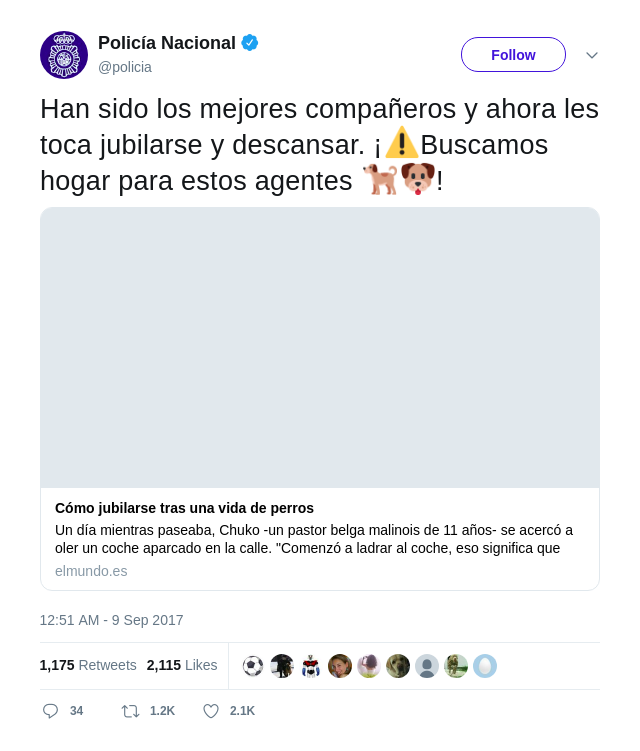 Policía Nacional
@policia
Follow
Han sido los mejores compañeros y ahora les
toca jubilarse y descansar. ¡⚠️Buscamos
hogar para estos agentes 🐕🐶!
Cómo jubilarse tras una vida de perros
Un día mientras paseaba, Chuko -un pastor belga malinois de 11 años- se acercó a
oler un coche aparcado en la calle. "Comenzó a ladrar al coche, eso significa que
elmundo.es
12:51 AM - 9 Sep 2017
1,175 Retweets 2,115 Likes
34 1.2K 2.1K